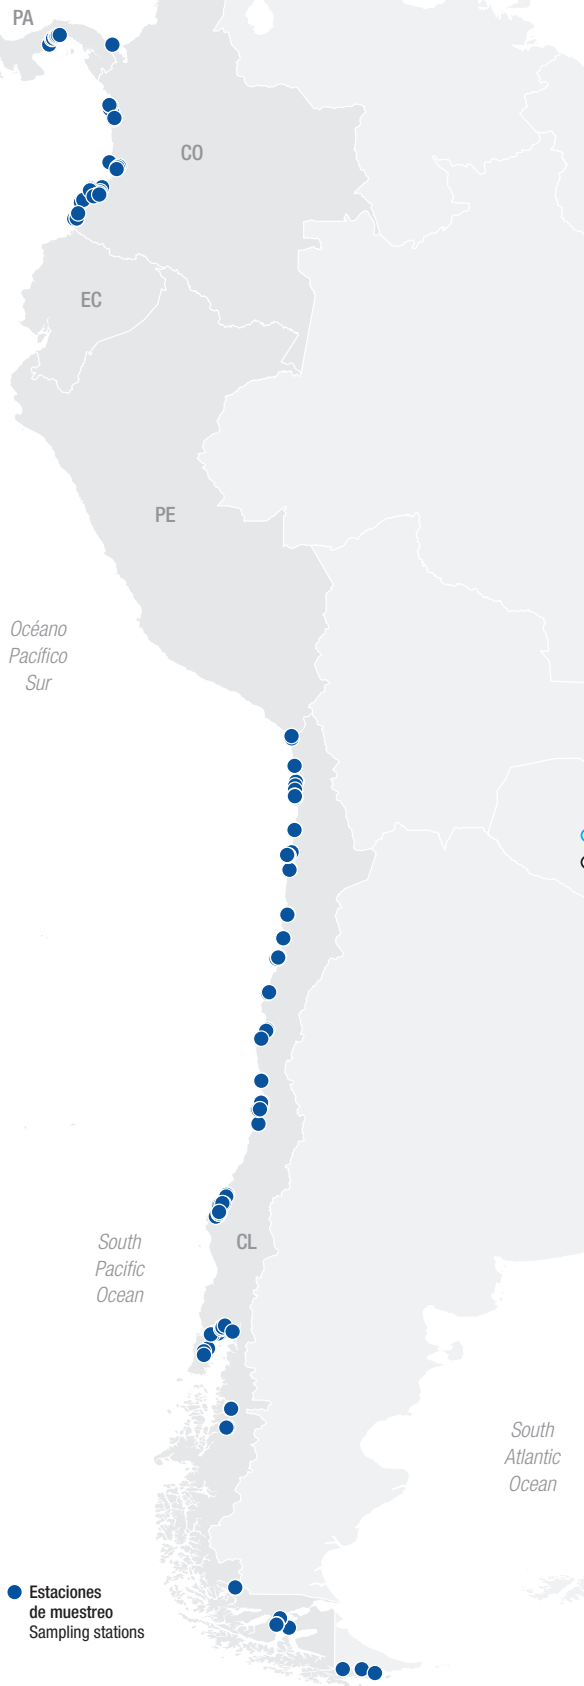 PA
CO
EC
PE
Océano
Pacífico
Sur
South
Pacific
Ocean
CL
South
Atlantic
Ocean
Estaciones
de muestreo
Sampling stations